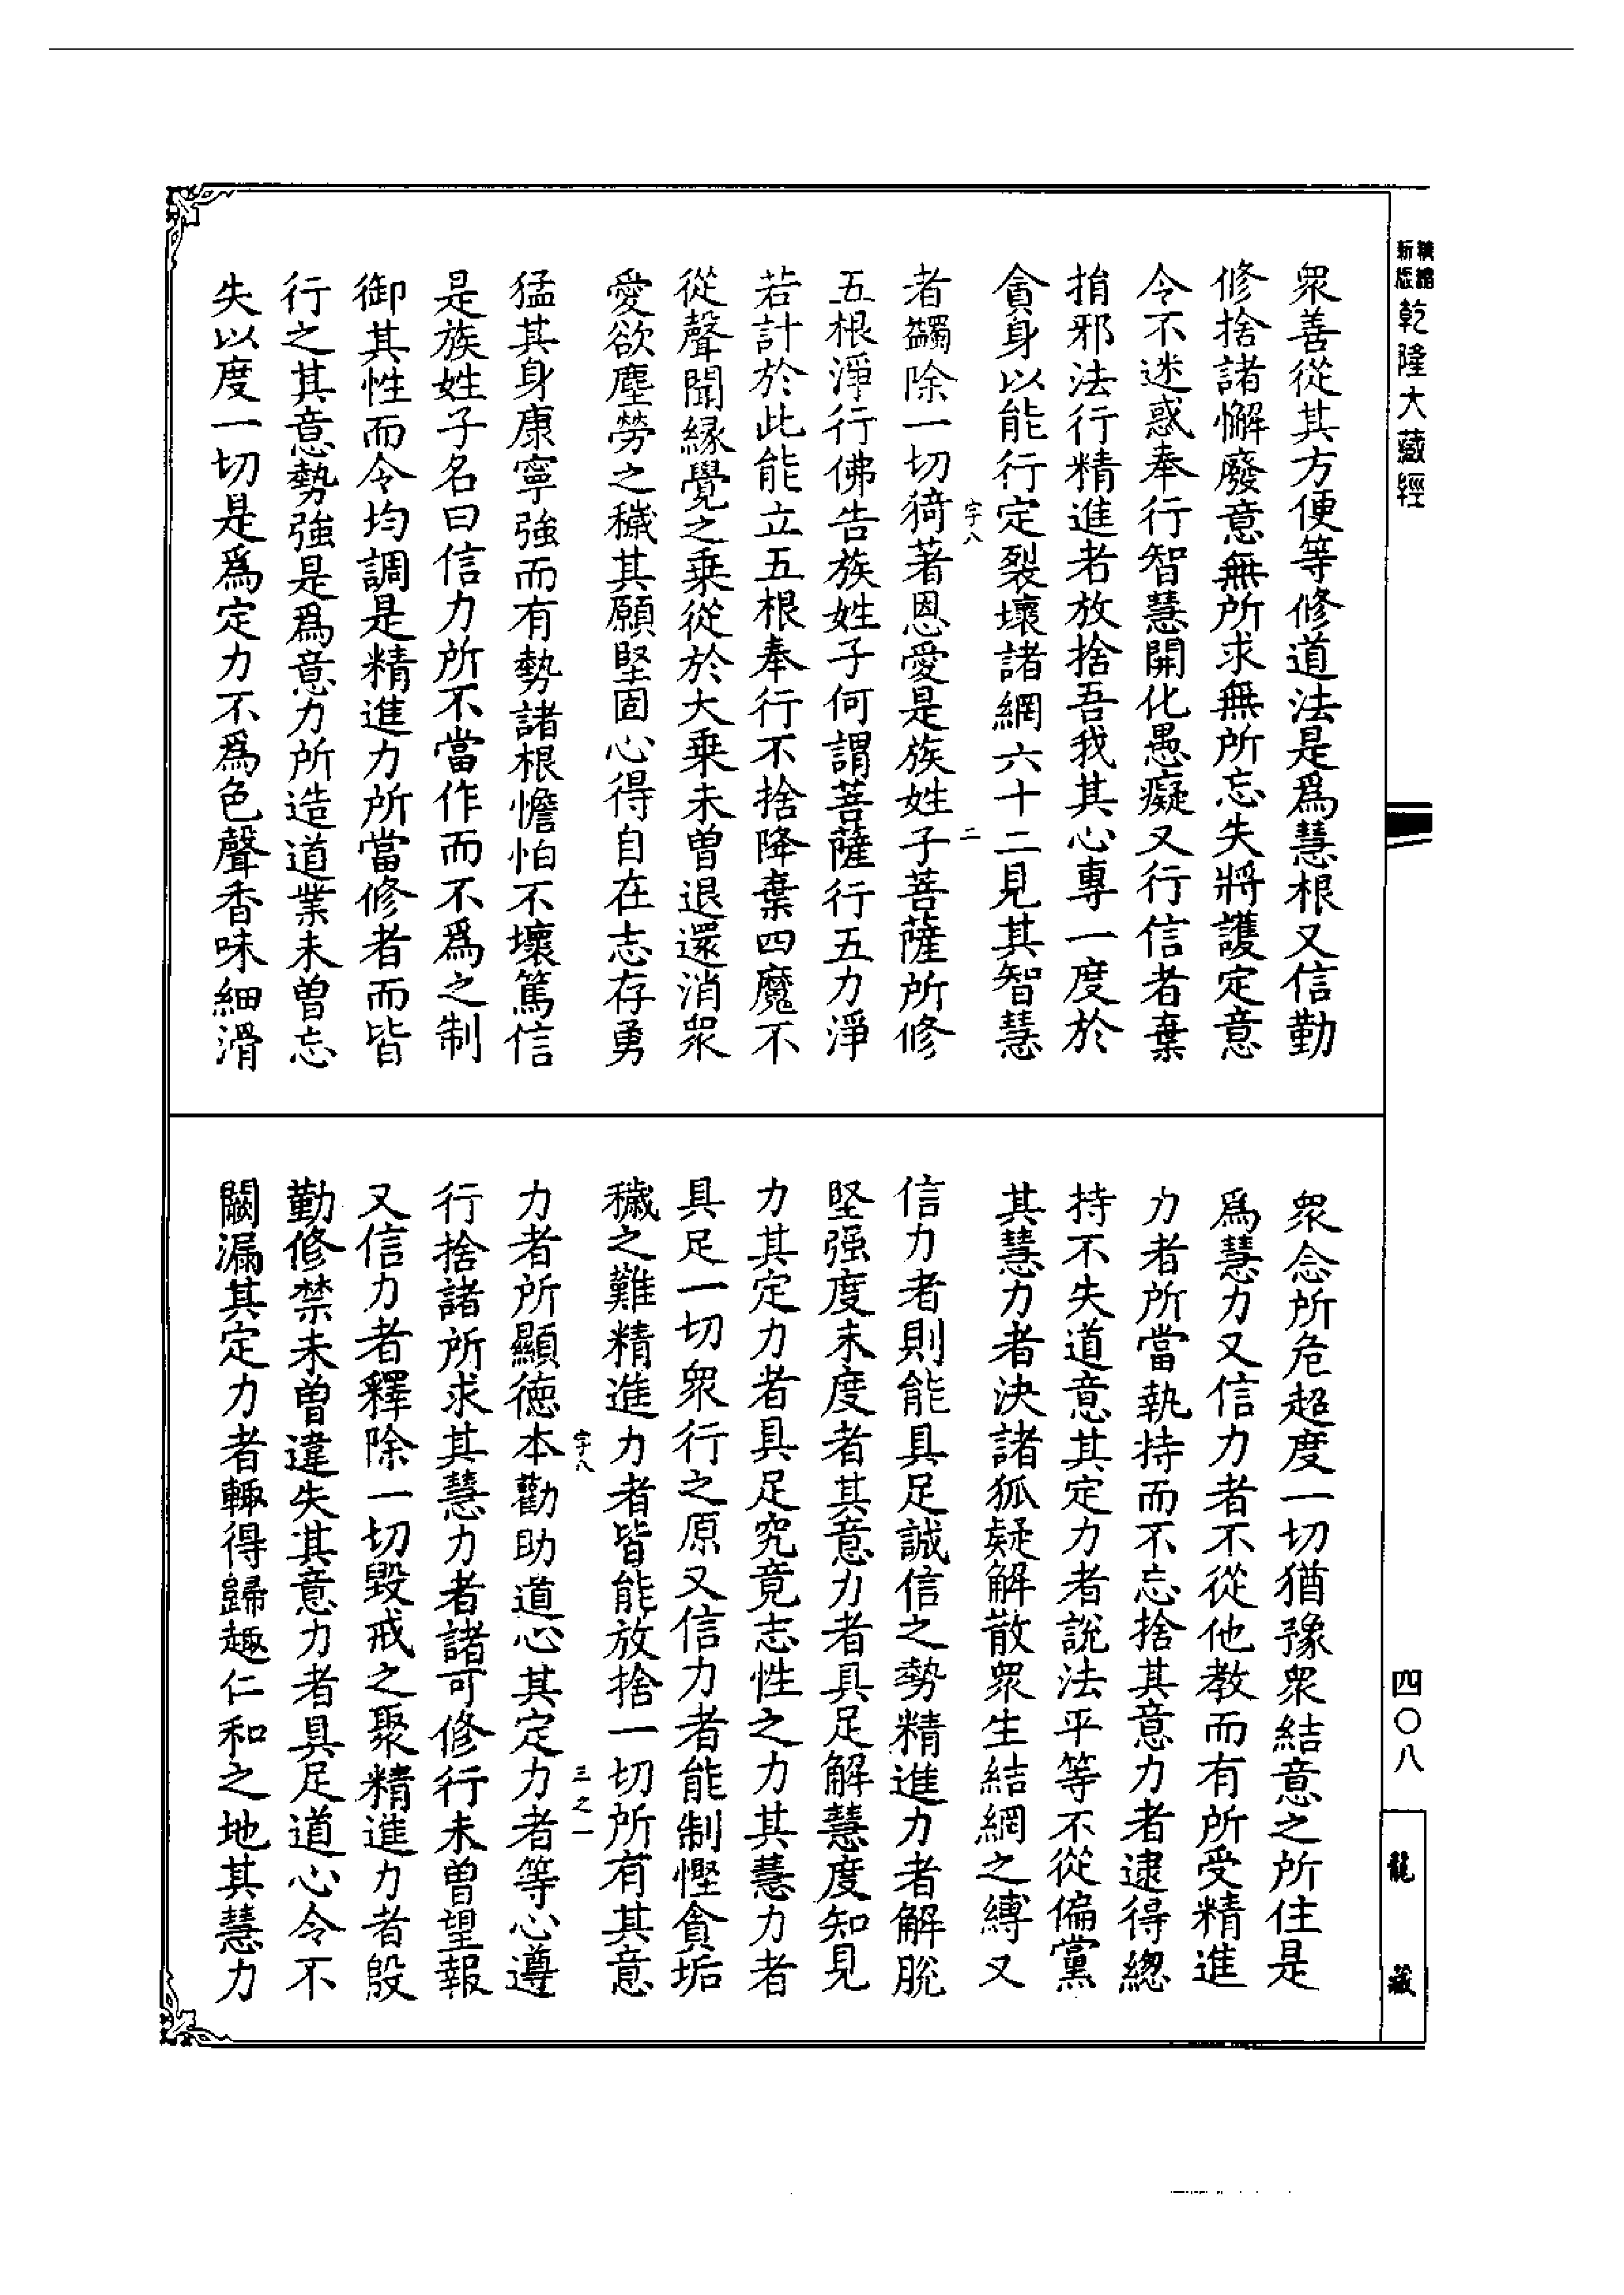 新版精縮乾隆大藏經
眾善從其方便等修道法是爲慧根又信勤
修捨諸懈廢意無所求無所忘失將護定意
令不迷惑奉行智慧開化愚癡又行信者棄
捐邪法行精進者放捨吾我其心專一度於
貪身以能行定裂壞諸網六十二見其智慧
字八
二
者蠲除一切猗著恩愛是族姓子菩薩所修
五根淨行佛告族姓子何謂菩薩行五力淨
若計於此能立五根奉行不捨降棄四魔不
從聲聞緣覺之乘從於大乘未曾退還消眾
愛欲塵勞之穢其願堅固心得自在志存勇
猛其身康寧強而有勢諸根憺怕不壞篤信
是族姓子名曰信力所不當作而不爲之制
御其性而令均調是精進力所當修者而皆
行之其意勢強是爲意力所造道業未曾忘
失以度一切是爲定力不爲色聲香味細滑
眾念所危超度一切猶豫眾結意之所住是
爲慧力又信力者不從他教而有所受精進
力者所當執持而不忘捨其意力者逮得總
持不失道意其定力者說法平等不從偏黨
其慧力者決諸狐疑解散眾生結網之縛又
信力者則能具足誠信之勢精進力者解脫
堅强度未度者其意力者具足解慧度知見
力其定力者具足究竟志性之力其慧力者
具足一切眾行之原又信力者能制慳貪垢
穢之難精進力者皆能放捨一切所有其意
字八
三之一
力者所顯德本勸助道心其定力者等心遵
行捨諸所求其慧力者諸可修行未曾望報
又信力者釋除一切毀戒之聚精進力者殷
勤修禁未曾違失其意力者具足道心令不
闕漏其定力者輙得歸趣仁和之地其慧力
四〇八
龍藏